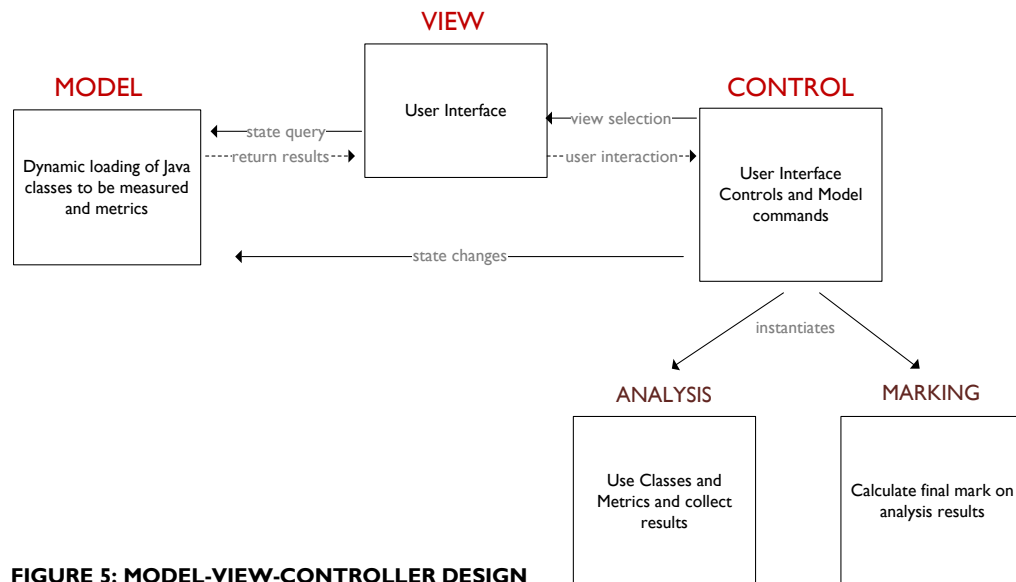 VIEW
MODEL
CONTROL
User Interface
Dynamic loading of Java
classes to be measured
and metrics
state query
return results
view selection
user interaction
User Interface
Controls and Model
commands
state changes
instantiates
ANALYSIS
MARKING
Use Classes and
Metrics and collect
results
Calculate final mark on
analysis results
FIGURE 5: MODEL-VIEW-CONTROLLER DESIGN